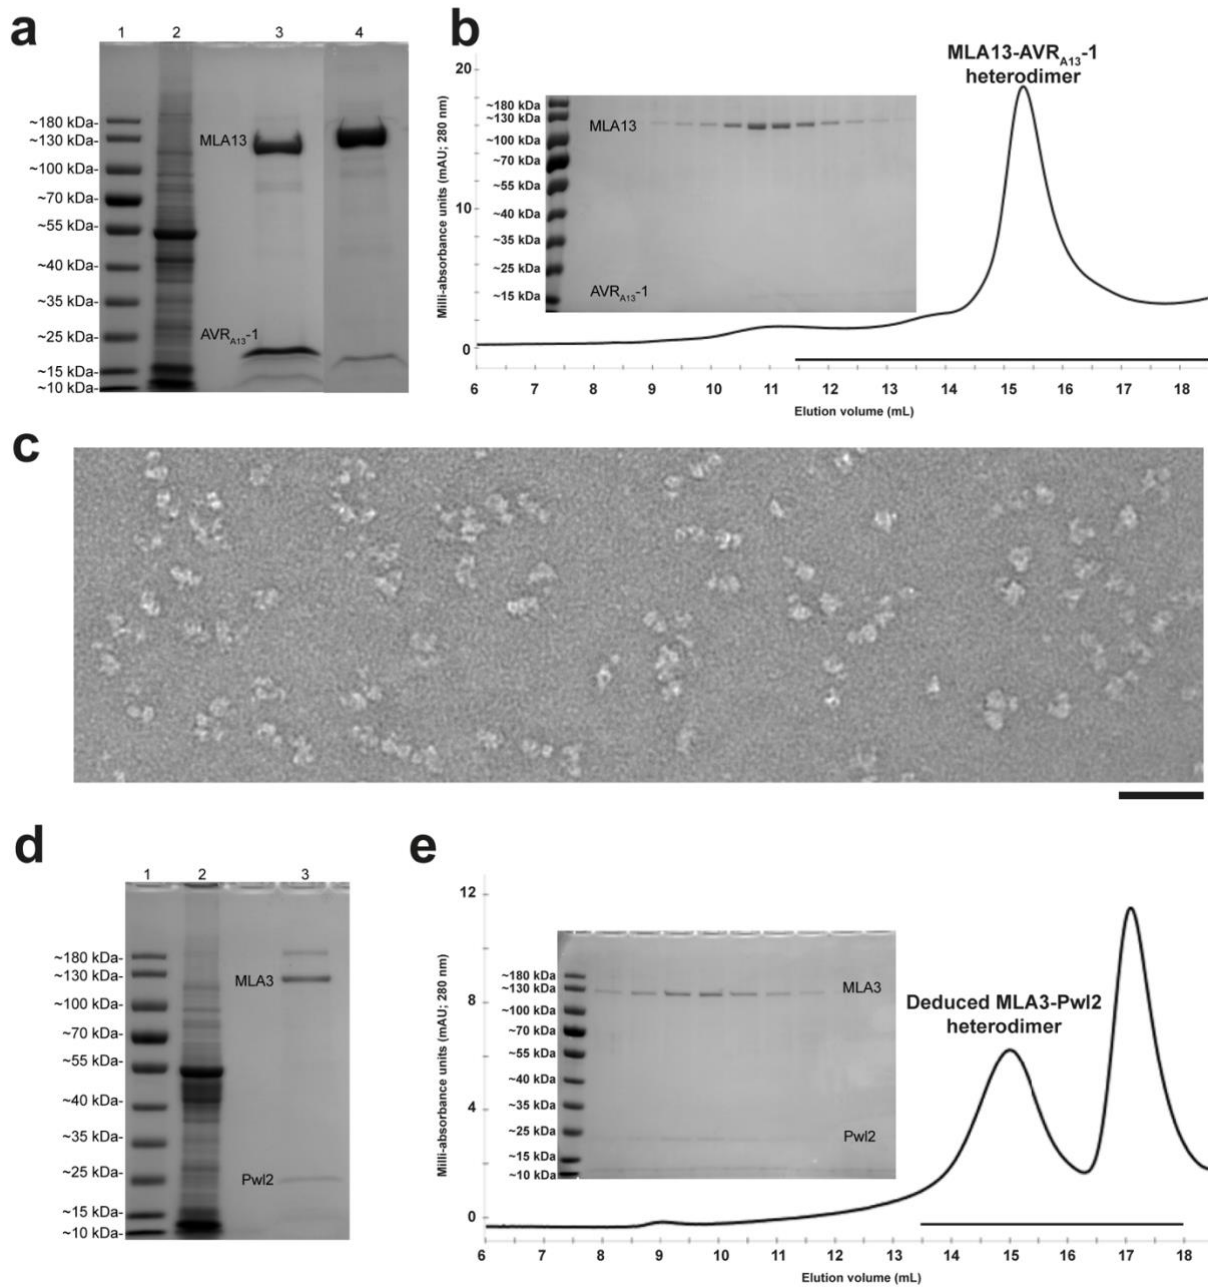 a
1 2 3 4
~180 kDa-
~130 kDa-
~100 kDa-
~70 kDa-
~55 kDa-
~40 kDa-
~35 kDa-
~25 kDa-
~15 kDa-
~10 kDa-
MLA13
AVRA13-1
b
MLA13-AVRA13-1
heterodimer
Milli-absorbance units (mAU; 280 nm)
20
10
0
~180 kDa
~130 kDa
~100 kDa
~70 kDa
~55 kDa
~40 kDa
~35 kDa
~25 kDa
~15 kDa
MLA13
AVRA13-1
6 7 8 9 10 11 12 13 14 15 16 17 18
Elution volume (mL)
c
d
1 2 3
~180 kDa-
~130 kDa-
~100 kDa-
~70 kDa-
~55 kDa-
~40 kDa-
~35 kDa-
~25 kDa-
~15 kDa-
~10 kDa-
MLA3
Pwl2
e
Milli-absorbance units (mAU; 280 nm)
12
8
4
0
~180 kDa
~130 kDa
~100 kDa
~70 kDa
~55 kDa
~40 kDa
~35 kDa
~25 kDa
~15 kDa
~10 kDa
MLA3
Pwl2
Deduced MLA3-Pwl2
heterodimer
6 7 8 9 10 11 12 13 14 15 16 17 18
Elution volume (mL)